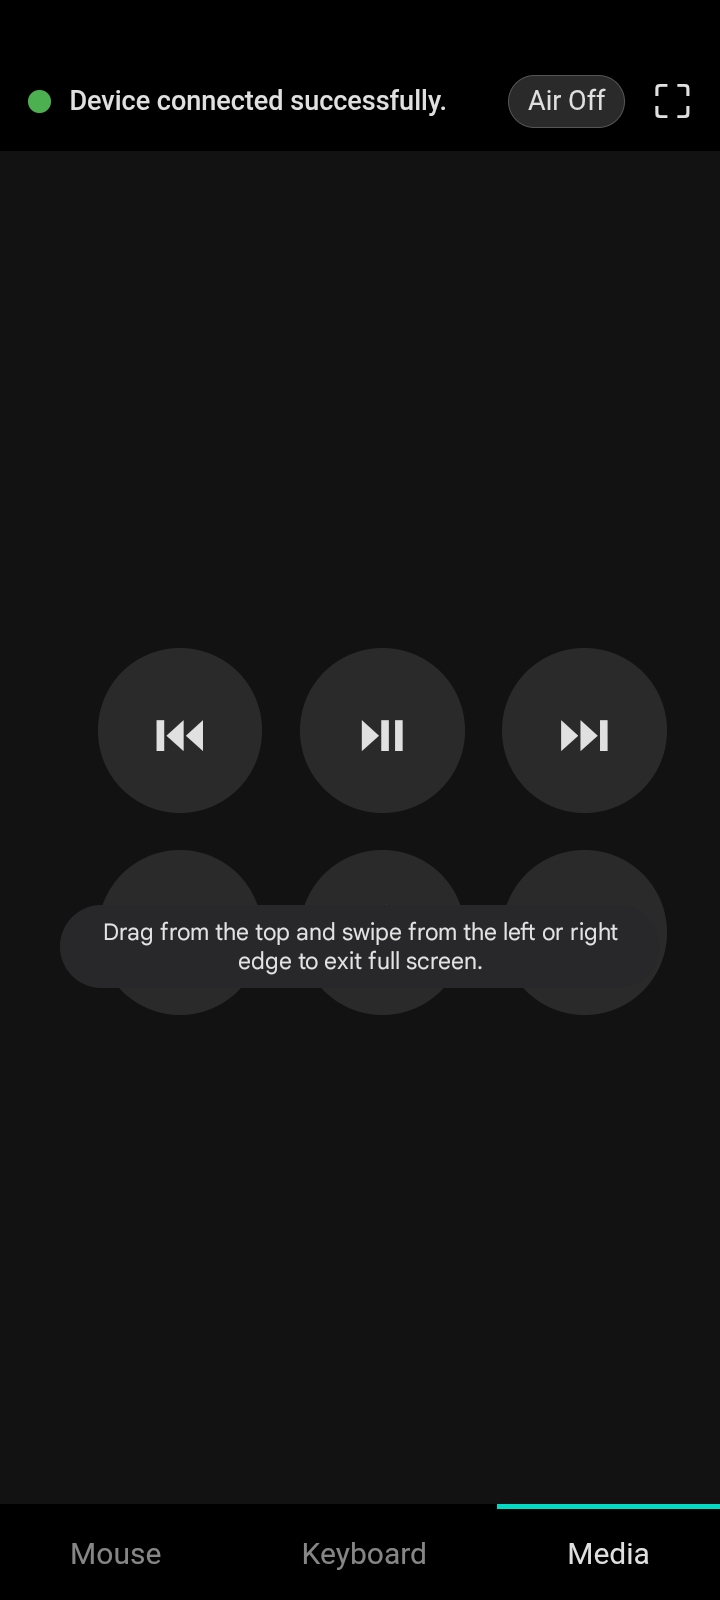 Device connected successfully.
Air Off
Drag from the top and swipe from the left or right
edge to exit full screen.
Mouse
Keyboard
Media